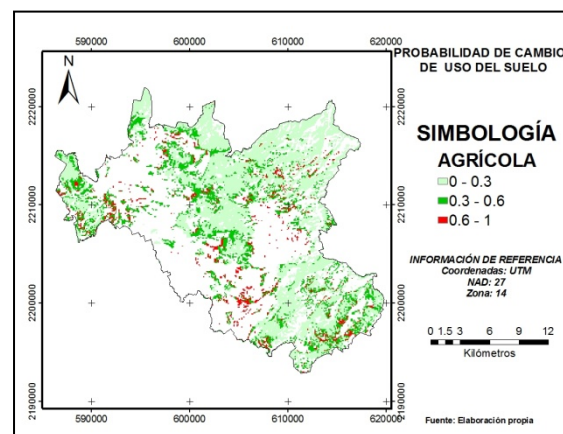 590000 600000 610000 620000
N
PROBABILIDAD DE CAMBIO
DE USO DEL SUELO
SIMBOLOGÍA
AGRÍCOLA
0 - 0.3
0.3 - 0.6
0.6 - 1
INFORMACIÓN DE REFERENCIA
Coordenadas: UTM
NAD: 27
Zona: 14
0 1.5 3 6 9 12
Kilómetros
Fuente: Elaboración propia
2220000
2210000
2200000
2190000
2220000
2210000
2200000
2190000
590000 600000 610000 620000